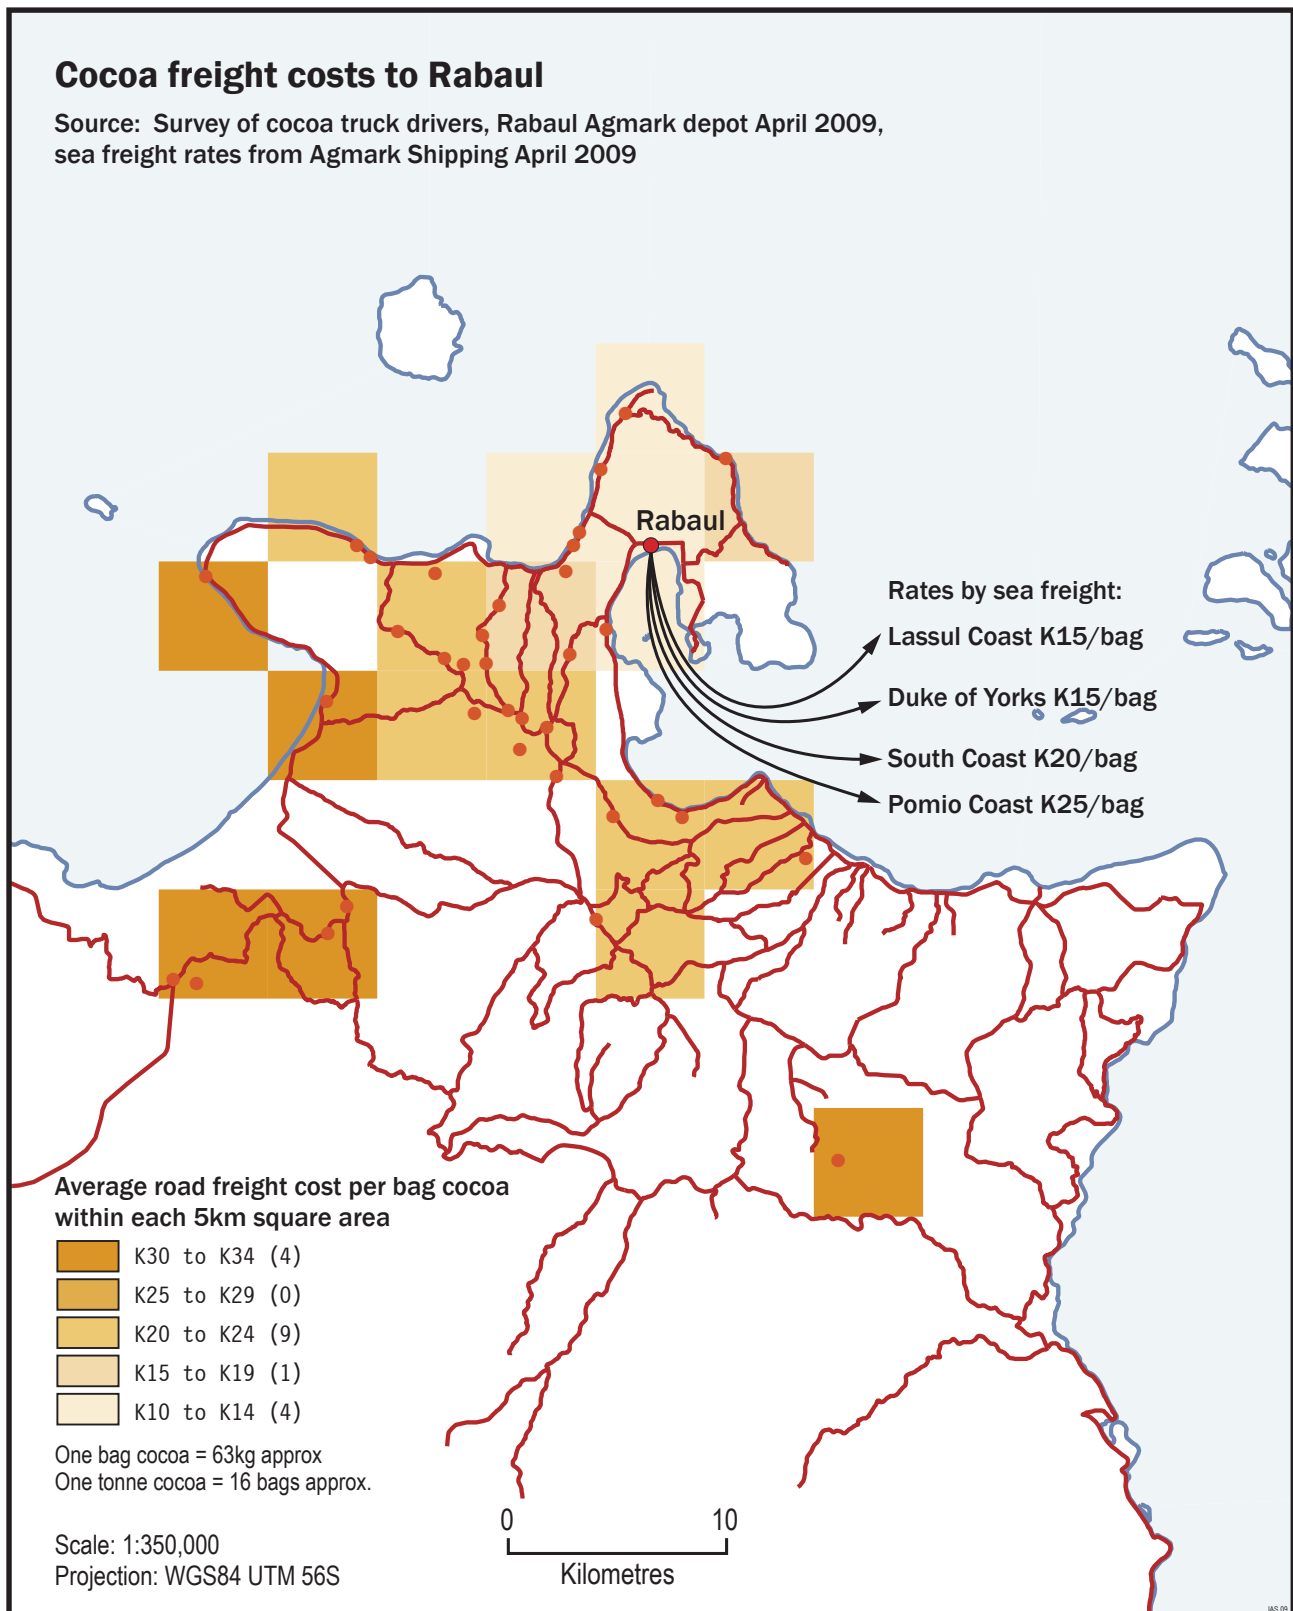 Cocoa freight costs to Rabaul
Source: Survey of cocoa truck drivers, Rabaul Agmark depot April 2009,
sea freight rates from Agmark Shipping April 2009
Rabaul
Rates by sea freight:
Lassul Coast K15/bag
Duke of Yorks K15/bag
South Coast K20/bag
Pomio Coast K25/bag
Average road freight cost per bag cocoa
within each 5km square area
K30 to K34 (4)
K25 to K29 (0)
K20 to K24 (9)
K15 to K19 (1)
K10 to K14 (4)
One bag cocoa = 63kg approx
One tonne cocoa = 16 bags approx.
Scale: 1:350,000
Projection: WGS84 UTM 56S
0 10
Kilometres
JAS 09